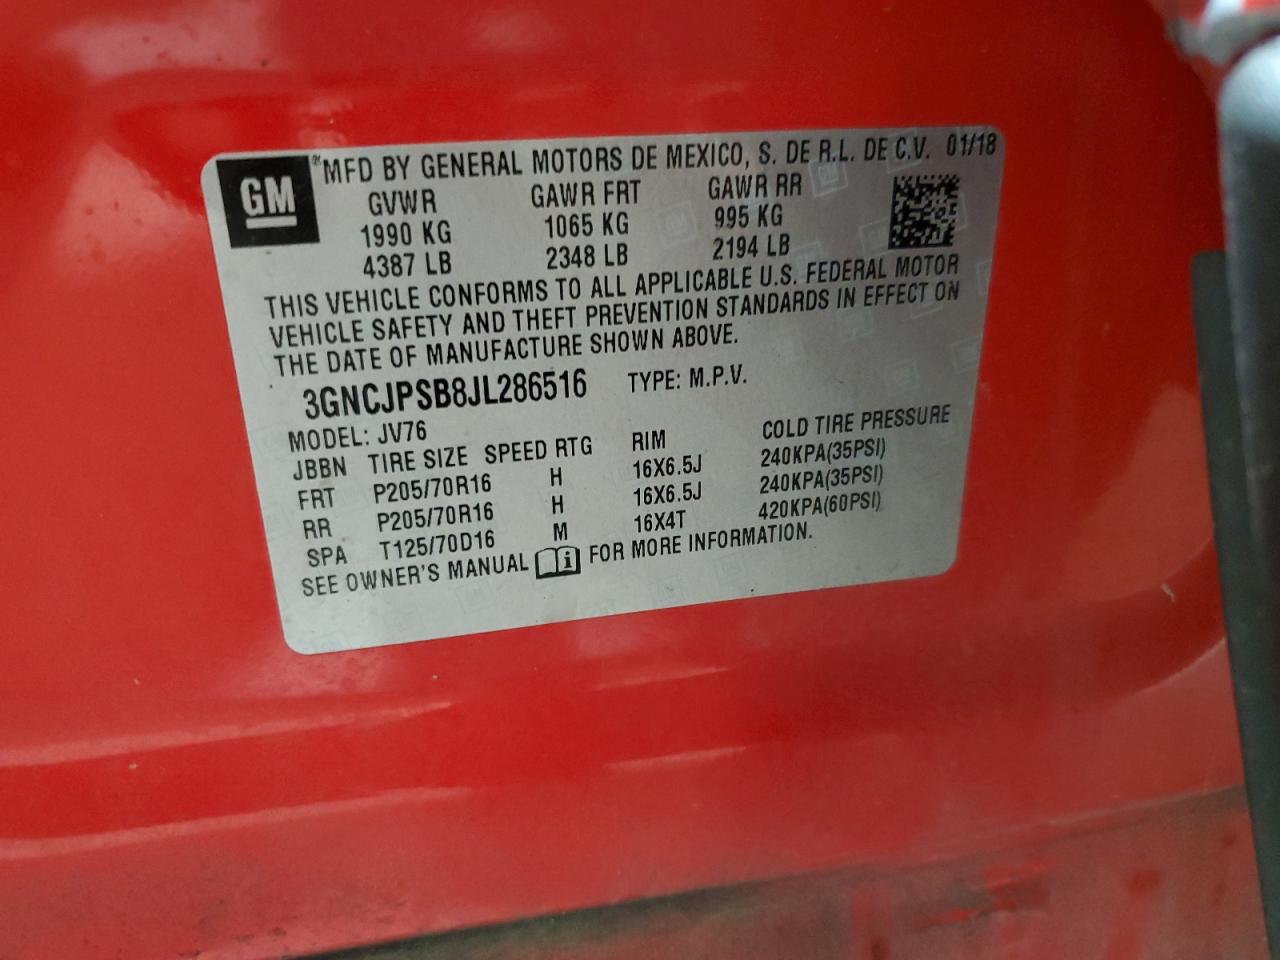 GM
®MFD BY GENERAL MOTORS DE MEXICO, S. DE R.L. DE C.V. 01/18
GVWR GAWR FRT GAWR RR
1990 KG 1065 KG 995 KG
4387 LB 2348 LB 2194 LB
THIS VEHICLE CONFORMS TO ALL APPLICABLE U.S. FEDERAL MOTOR
VEHICLE SAFETY AND THEFT PREVENTION STANDARDS IN EFFECT ON
THE DATE OF MANUFACTURE SHOWN ABOVE.
3GNCJPSB8JL286516 TYPE: M.P.V.
MODEL: JV76
JBBN TIRE SIZE SPEED RTG RIM COLD TIRE PRESSURE
FRT P205/70R16 H 16X6.5J 240KPA(35PSI)
RR P205/70R16 H 16X6.5J 240KPA(35PSI)
SPA T125/70D16 M 16X4T 420KPA(60PSI)
SEE OWNER'S MANUAL i FOR MORE INFORMATION.